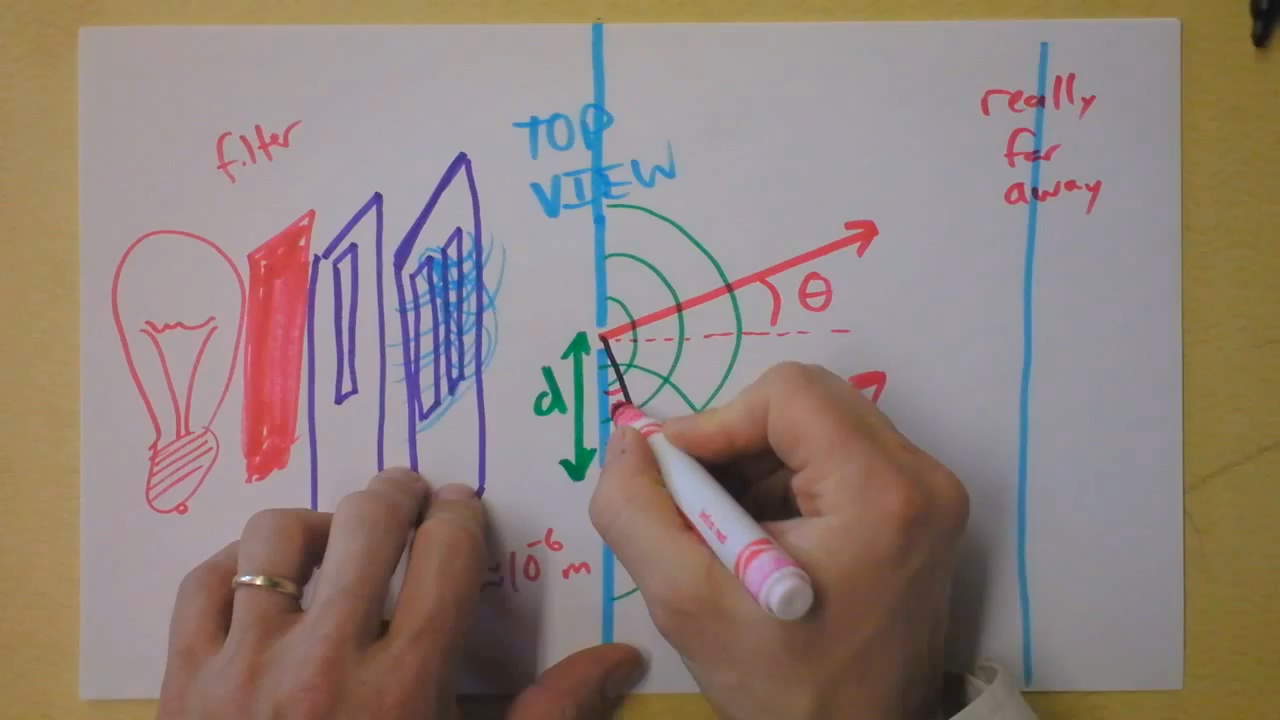 filter
TOP
VIEW
really
far
away
θ
d
≈10⁻⁶ m